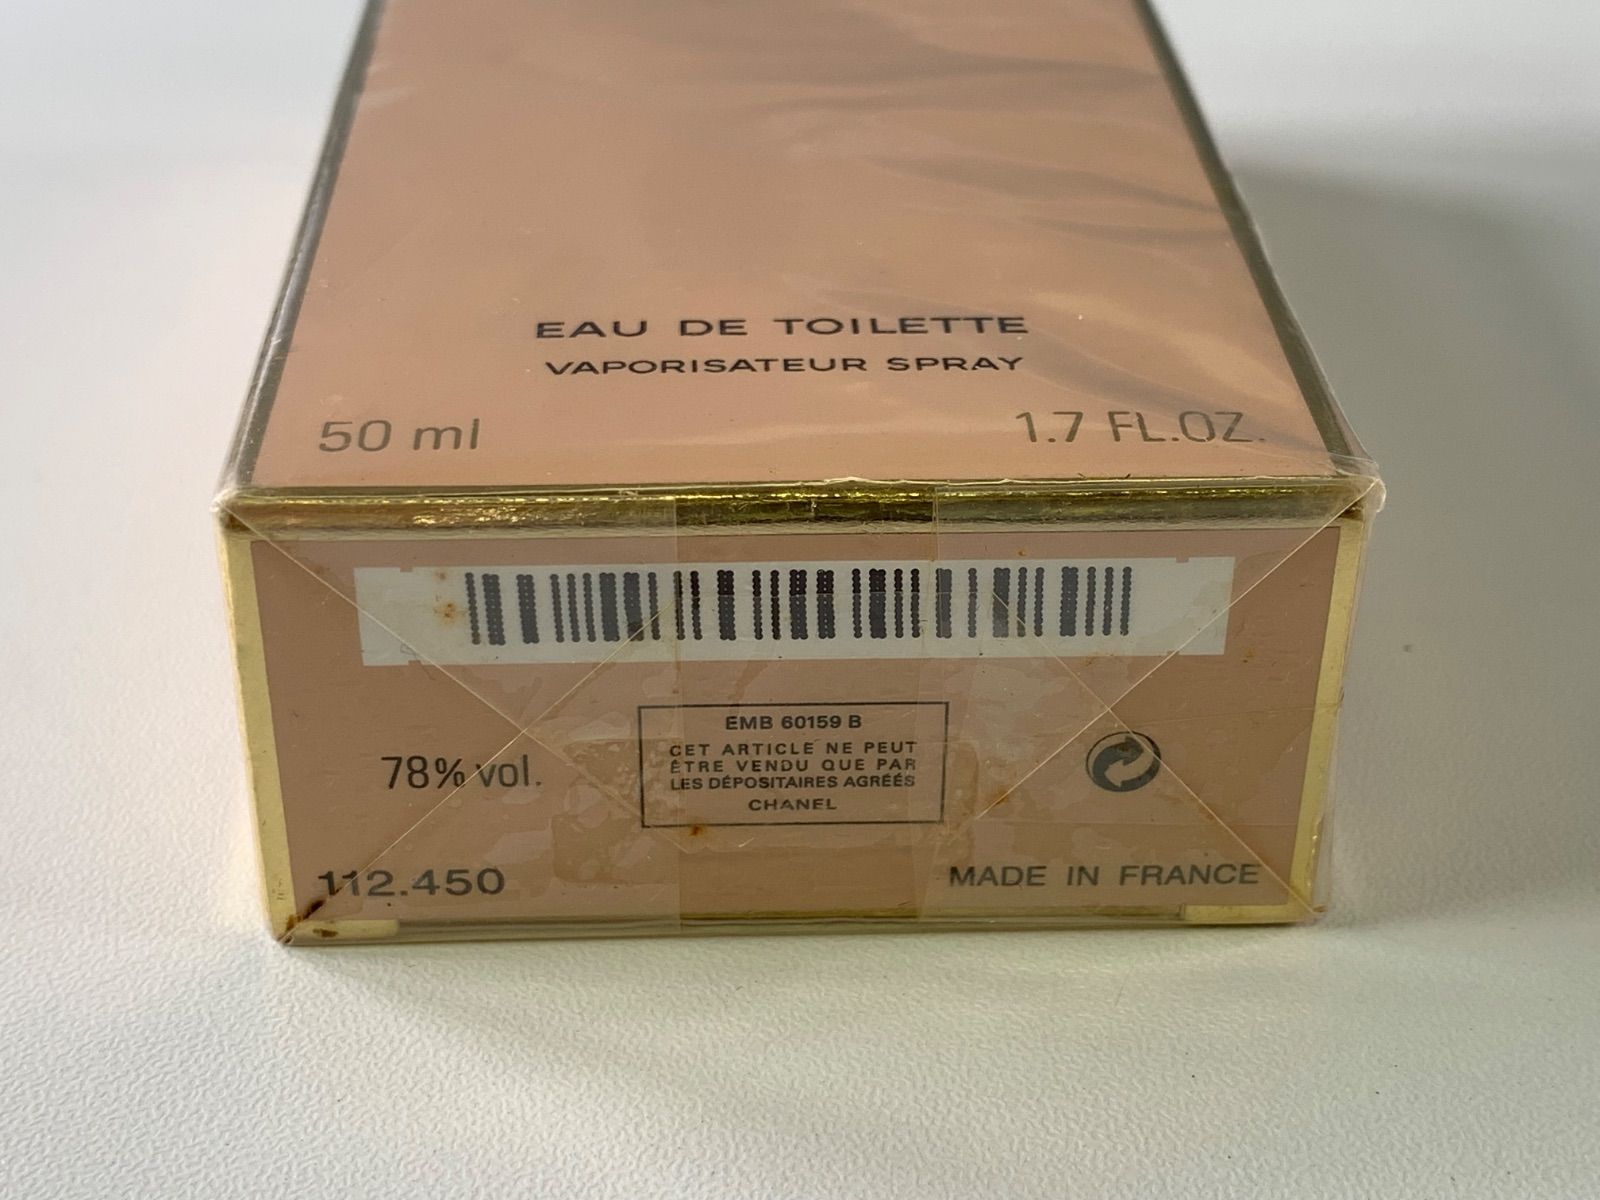 EAU DE TOILETTE
VAPORISATEUR SPRAY
50 ml
1.7 FL.OZ.
EMB 60159 B
CET ARTICLE NE PEUT
ÊTRE VENDU QUE PAR
LES DÉPOSITAIRES AGRÉÉS
CHANEL
78% vol.
112.450
MADE IN FRANCE